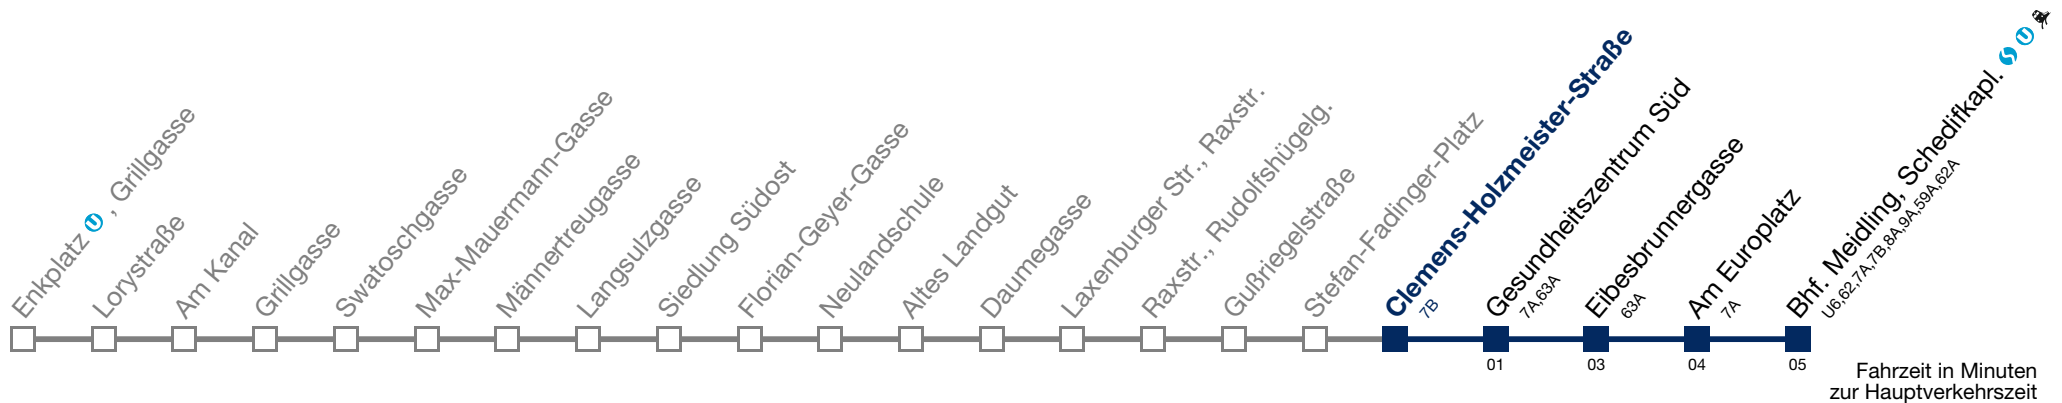 Enkplatz U, Grillgasse
Lorystraße
Am Kanal
Grillgasse
Swatoschgasse
Max-Mauermann-Gasse
Männertreugasse
Langsulzgasse
Siedlung Südost
Florian-Geyer-Gasse
Neulandschule
Altes Landgut
Daumegasse
Laxenburger Str., Raxstr.
Raxstr., Rudolfshügelg.
Gußriegelstraße
Stefan-Fadinger-Platz
Clemens-Holzmeister-Straße
7B
Gesundheitszentrum Süd
7A,63A
Eibesbrunnergasse
63A
Am Europlatz
7A
Bhf. Meidling, Schedifkapl. S U
U6,62,7A,7B,8A,9A,59A,62A
01
03
04
05
Fahrzeit in Minuten
zur Hauptverkehrszeit